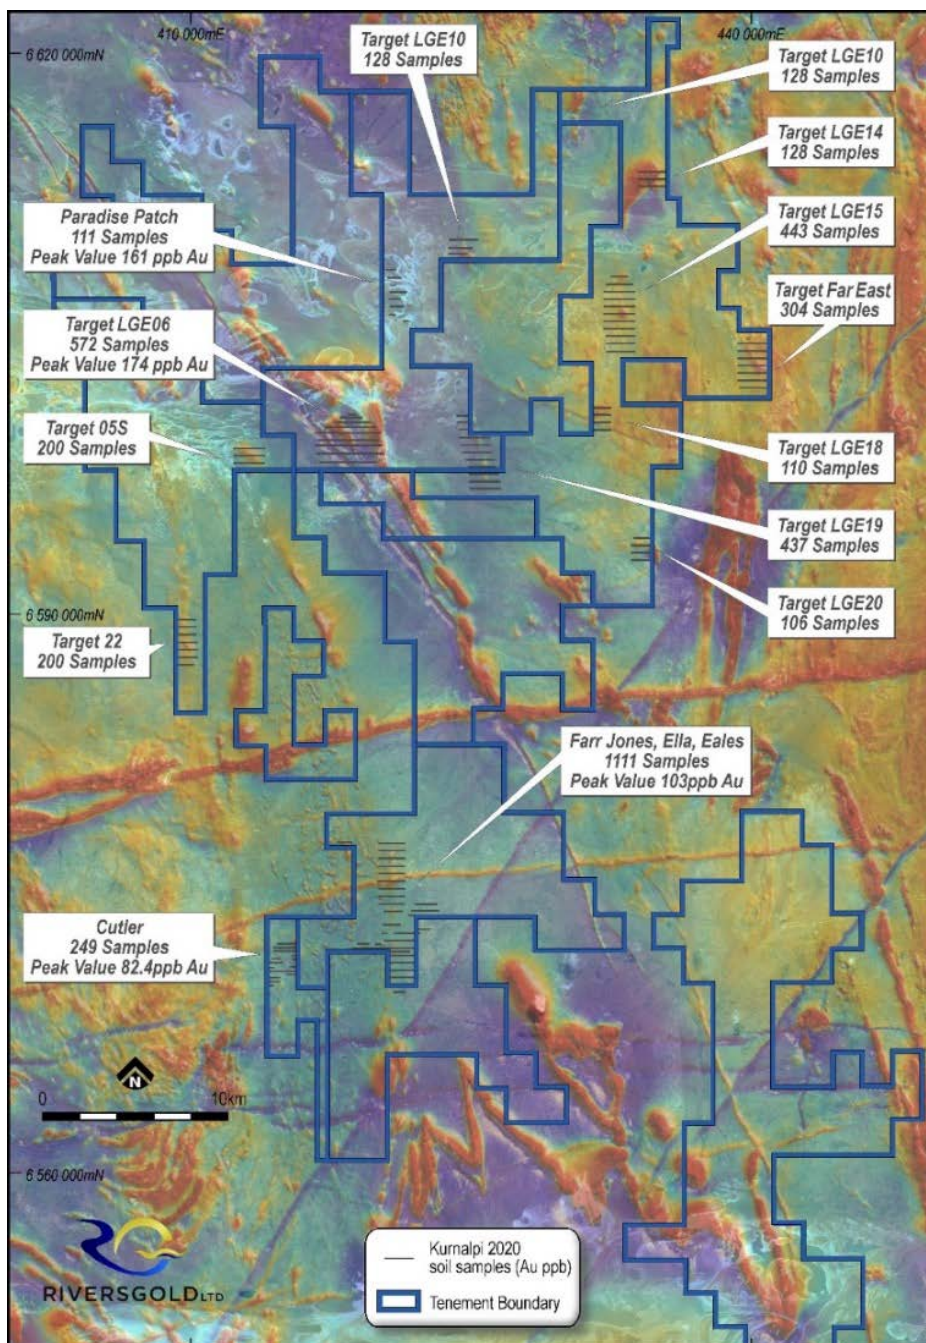 410 000mE
440 000mE
6 620 000mN
Target LGE10
128 Samples
Target LGE10
128 Samples
Target LGE14
128 Samples
Paradise Patch
111 Samples
Peak Value 161 ppb Au
Target LGE15
443 Samples
Target Far East
304 Samples
Target LGE06
572 Samples
Peak Value 174 ppb Au
Target 05S
200 Samples
Target LGE18
110 Samples
Target LGE19
437 Samples
6 590 000mN
Target LGE20
106 Samples
Target 22
200 Samples
Farr Jones, Ella, Eales
1111 Samples
Peak Value 103ppb Au
Cutler
249 Samples
Peak Value 82.4ppb Au
N
0
10km
6 560 000mN
RIVERSGOLD LTD
Kurnalpi 2020
soil samples (Au ppb)
Tenement Boundary